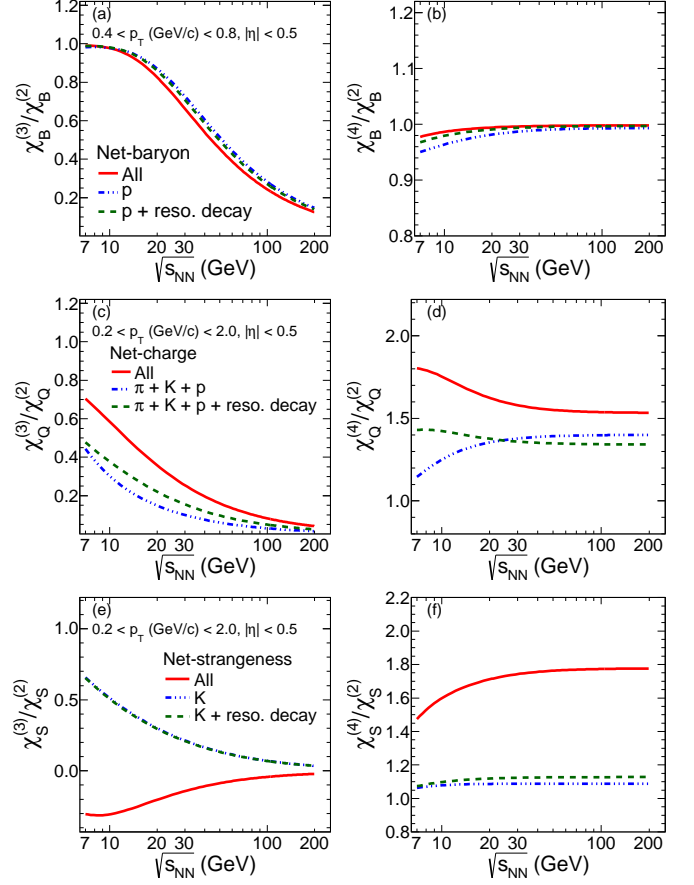 (a)
0.4 < p_T (GeV/c) < 0.8, |η| < 0.5
1.2
1.0
0.8
0.6
0.4
0.2
χ_B^(3)/χ_B^(2)
Net-baryon
All
p
p + reso. decay
7 10 20 30 100 200
√s_NN (GeV)
(b)
1.2
1.1
1.0
0.9
0.8
χ_B^(4)/χ_B^(2)
7 10 20 30 100 200
√s_NN (GeV)
(c)
0.2 < p_T (GeV/c) < 2.0, |η| < 0.5
1.2
1.0
0.8
0.6
0.4
0.2
χ_Q^(3)/χ_Q^(2)
Net-charge
All
π + K + p
π + K + p + reso. decay
7 10 20 30 100 200
√s_NN (GeV)
(d)
2.0
1.5
1.0
χ_Q^(4)/χ_Q^(2)
7 10 20 30 100 200
√s_NN (GeV)
(e)
0.2 < p_T (GeV/c) < 2.0, |η| < 0.5
1.0
0.5
0.0
χ_S^(3)/χ_S^(2)
Net-strangeness
All
K
K + reso. decay
7 10 20 30 100 200
√s_NN (GeV)
(f)
2.2
2.0
1.8
1.6
1.4
1.2
1.0
0.8
χ_S^(4)/χ_S^(2)
7 10 20 30 100 200
√s_NN (GeV)